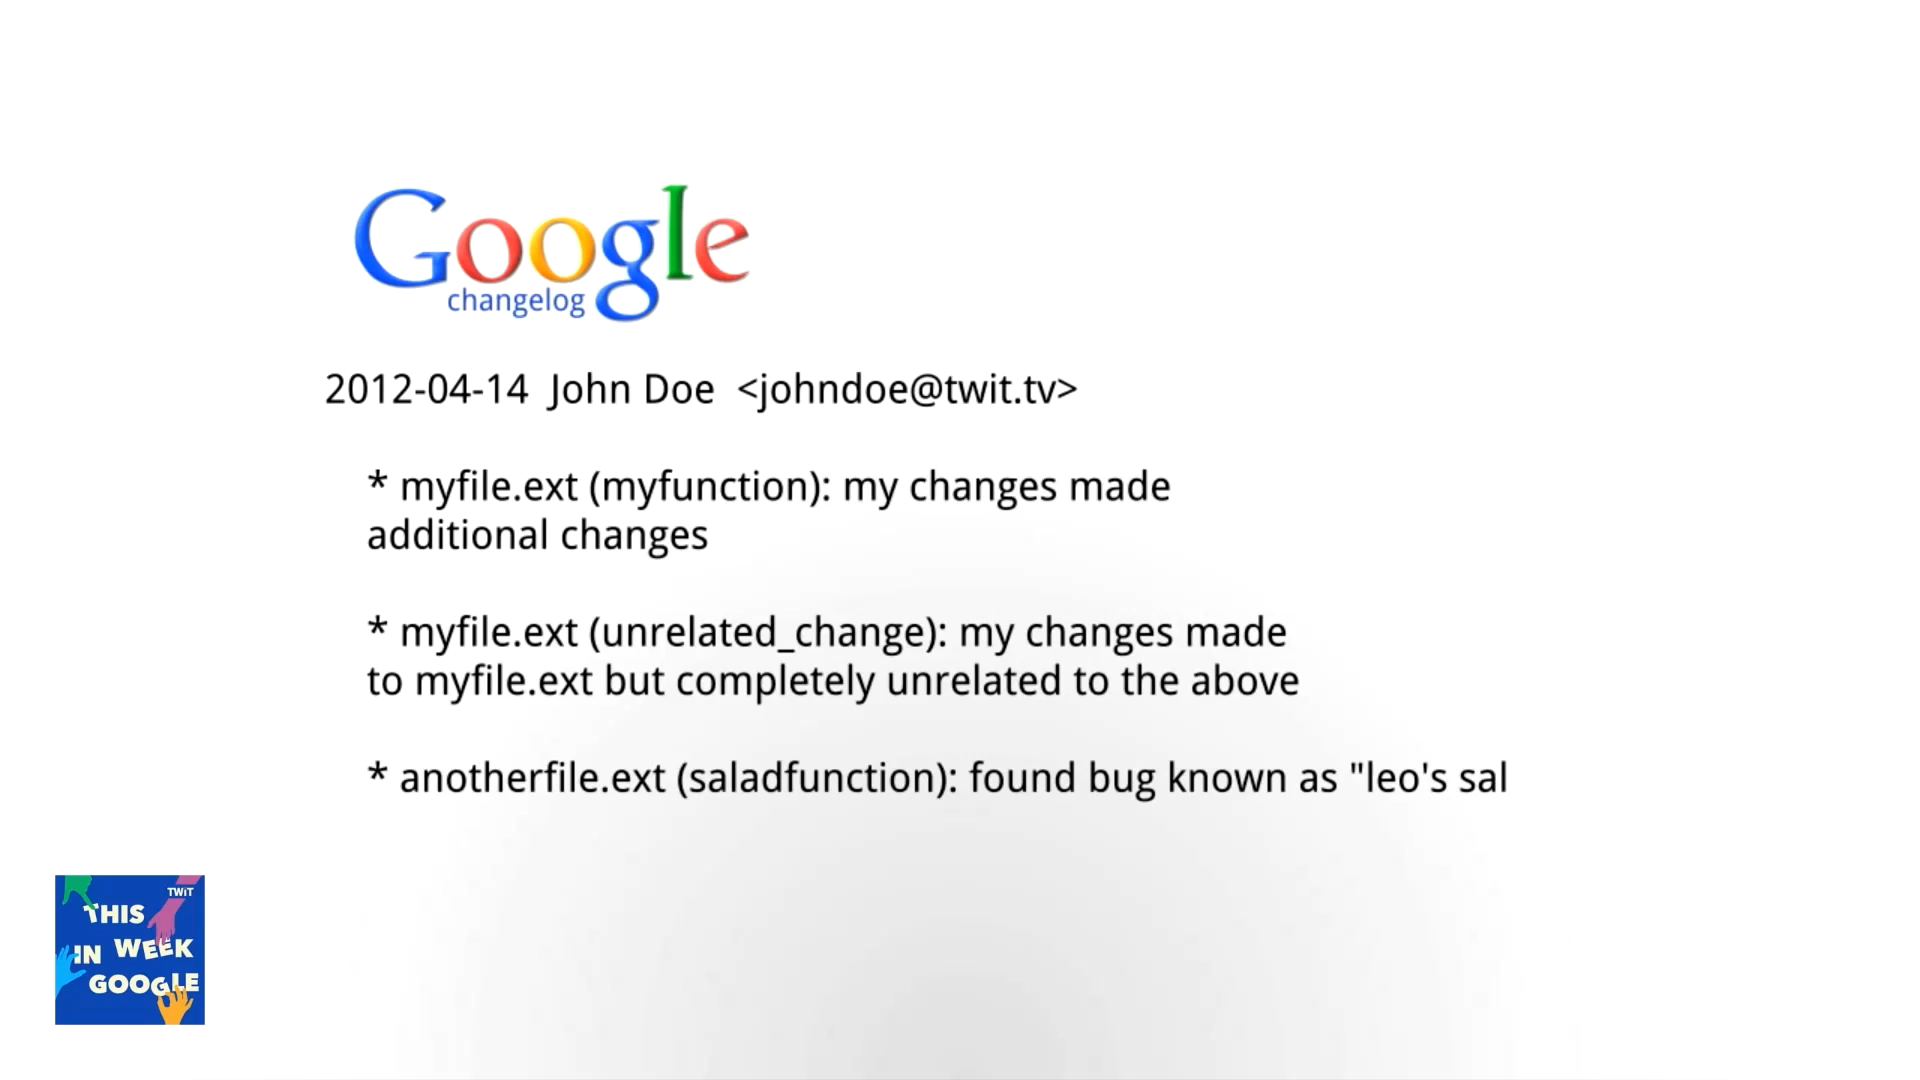 Google
changelog
2012-04-14 John Doe <johndoe@twit.tv>
* myfile.ext (myfunction): my changes made
additional changes
* myfile.ext (unrelated_change): my changes made
to myfile.ext but completely unrelated to the above
* anotherfile.ext (saladfunction): found bug known as "leo's sal
TWiT
THIS
IN WEEK
GOOGLE